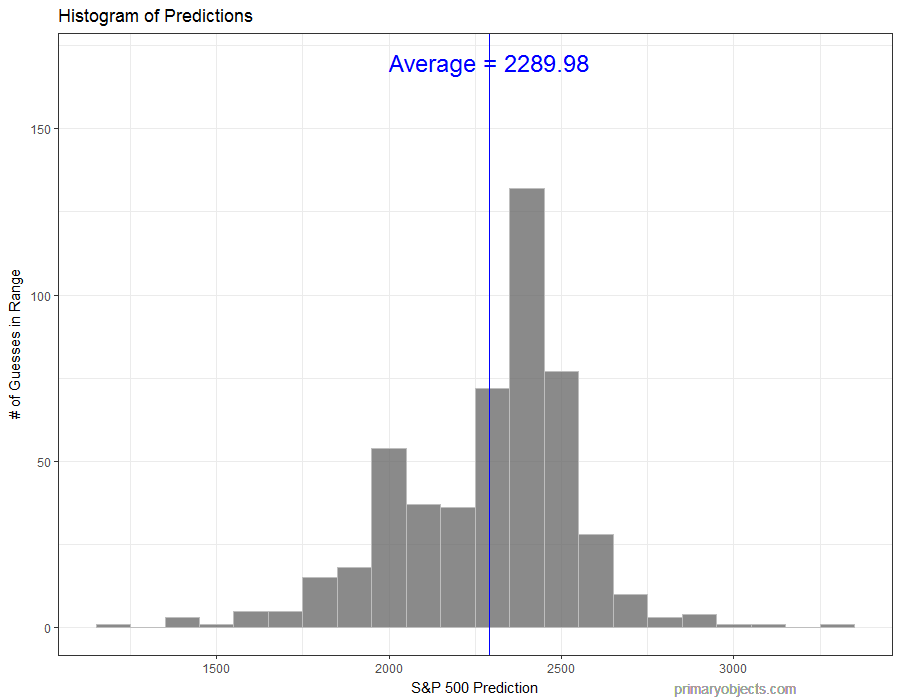 Histogram of Predictions
Average = 2289.98
# of Guesses in Range
150
100
50
0
1500 2000 2500 3000
S&P 500 Prediction
primaryobjects.com